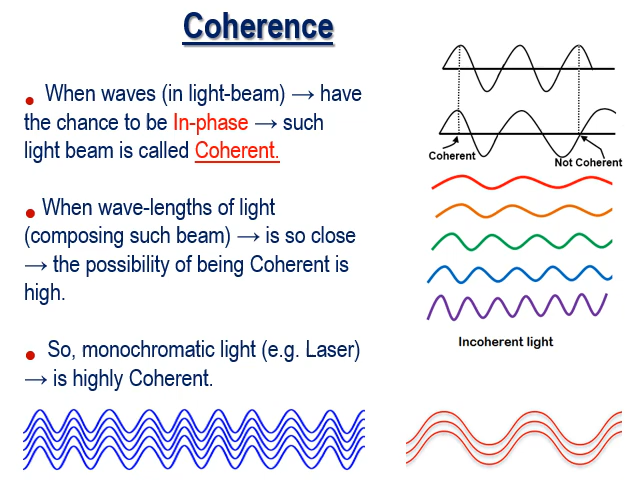 Coherence
• When waves (in light-beam) → have
the chance to be In-phase → such
light beam is called Coherent.
• When wave-lengths of light
(composing such beam) → is so close
→ the possibility of being Coherent is
high.
• So, monochromatic light (e.g. Laser)
→ is highly Coherent.
Coherent
Not Coherent
Incoherent light